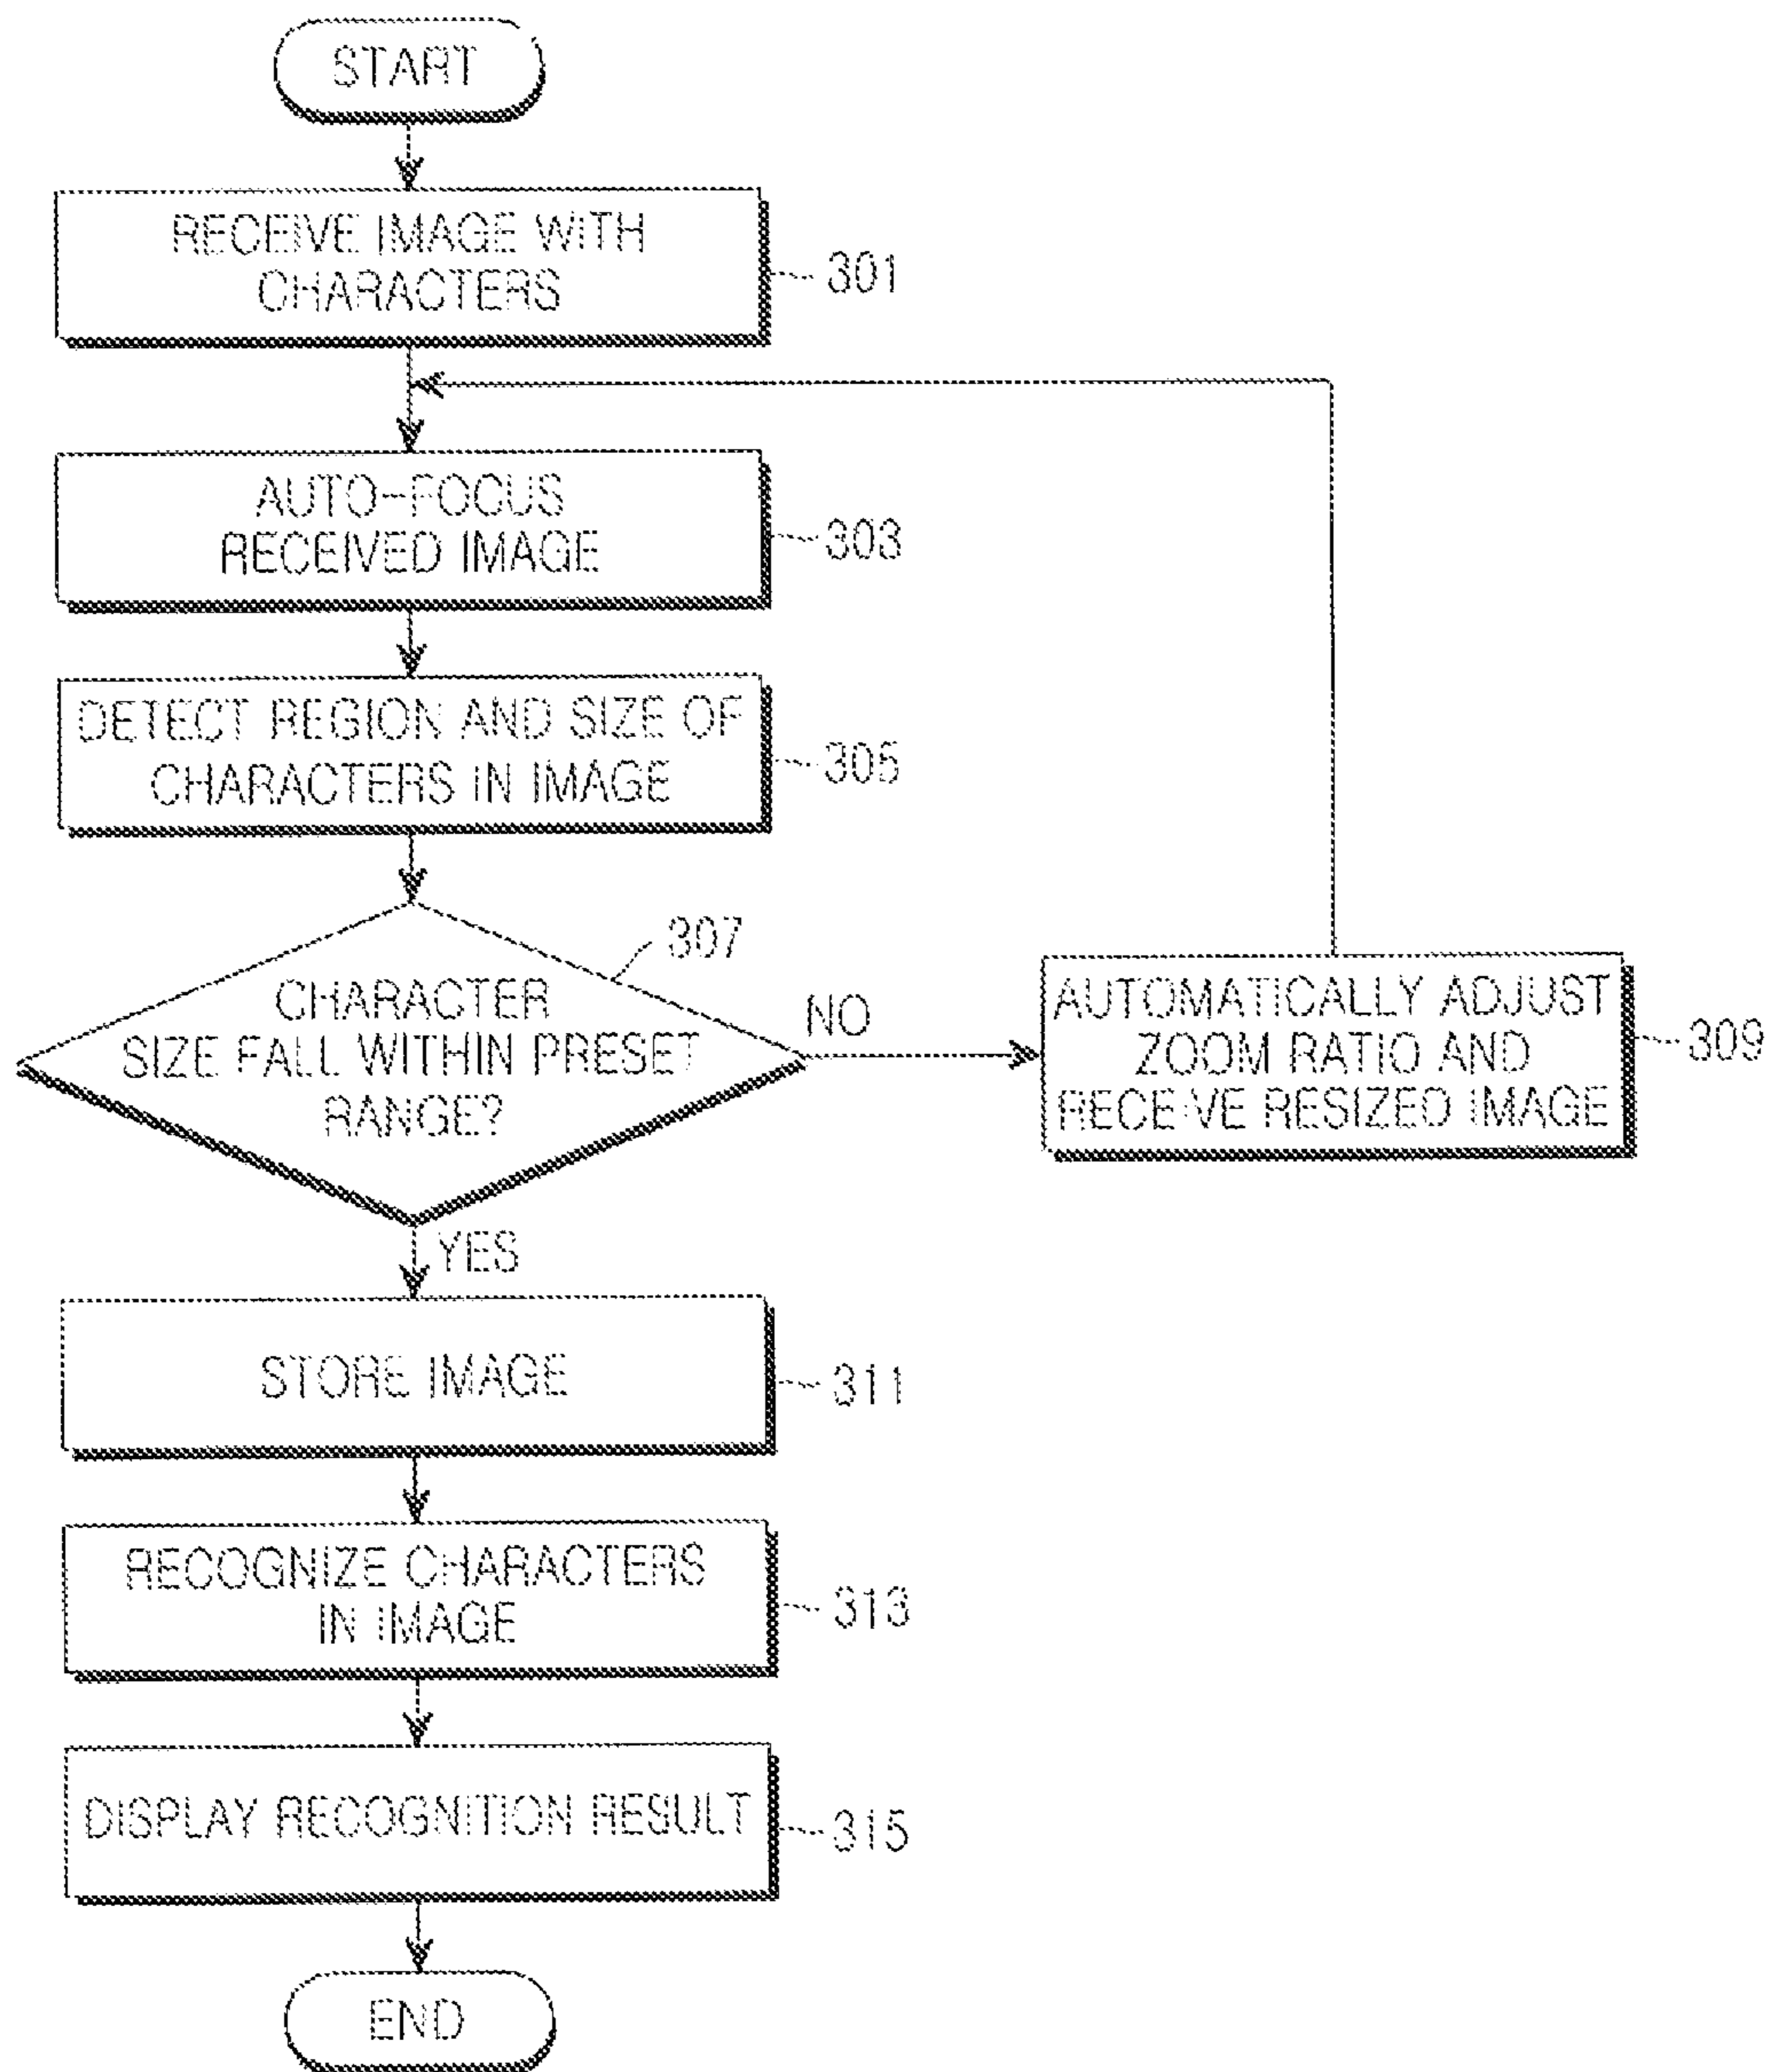 START
RECEIVE IMAGE WITH
CHARACTERS
301
AUTO-FOCUS
RECEIVED IMAGE
303
DETECT REGION AND SIZE OF
CHARACTERS IN IMAGE
305
307
CHARACTER
SIZE FALL WITHIN PRESET
RANGE?
NO
AUTOMATICALLY ADJUST
ZOOM RATIO AND
RECEIVE RESIZED IMAGE
309
YES
STORE IMAGE
311
RECOGNIZE CHARACTERS
IN IMAGE
313
DISPLAY RECOGNITION RESULT
315
END